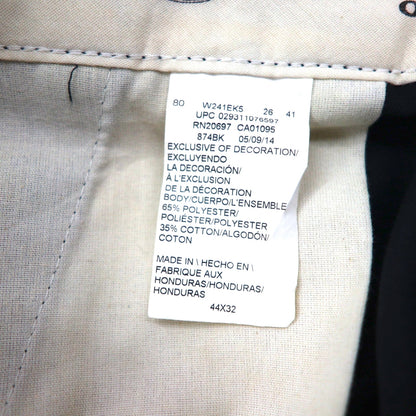 80 W241EK5 26 41
UPC 029311076597
RN20697 CA01095
874BK 05/09/14
EXCLUSIVE OF DECORATION/
EXCLUYENDO
LA DECORACIÓN/
À L'EXCLUSION
DE LA DÉCORATION
BODY/CUERPO/L'ENSEMBLE
65% POLYESTER/
POLIÉSTER/POLYESTER
35% COTTON/ALGODÓN/
COTON
MADE IN \ HECHO EN \
FABRIQUE AUX
HONDURAS/HONDURAS/
HONDURAS
44X32